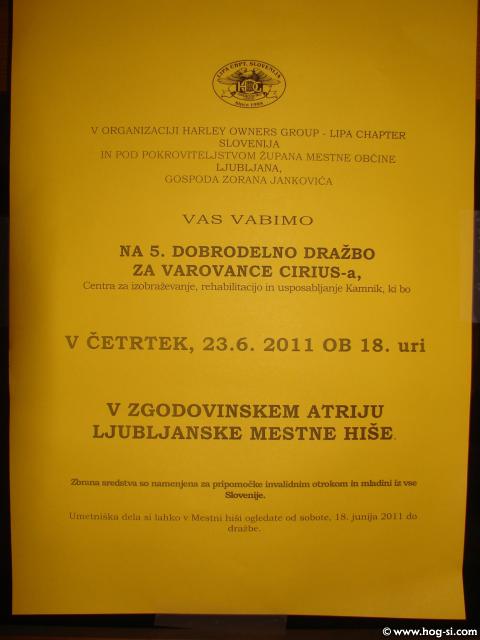 LIPA CHPT. SLOVENIJA
H.O.G.
since 1995
V ORGANIZACIJI HARLEY OWNERS GROUP - LIPA CHAPTER
SLOVENIJA
IN POD POKROVITELJSTVOM ŽUPANA MESTNE OBČINE
LJUBLJANA,
GOSPODA ZORANA JANKOVIĆA
VAS VABIMO
NA 5. DOBRODELNO DRAŽBO
ZA VAROVANCE CIRIUS-a,
Centra za izobraževanje, rehabilitacijo in usposabljanje Kamnik, ki bo
V ČETRTEK, 23.6. 2011 OB 18. uri
V ZGODOVINSKEM ATRIJU
LJUBLJANSKE MESTNE HIŠE.
Zbrana sredstva so namenjena za pripomočke invalidnim otrokom in mladini iz vse
Slovenije.
Umetniška dela si lahko v Mestni hiši ogledate od sobote, 18. junija 2011 do
dražbe.
© www.hog-si.com